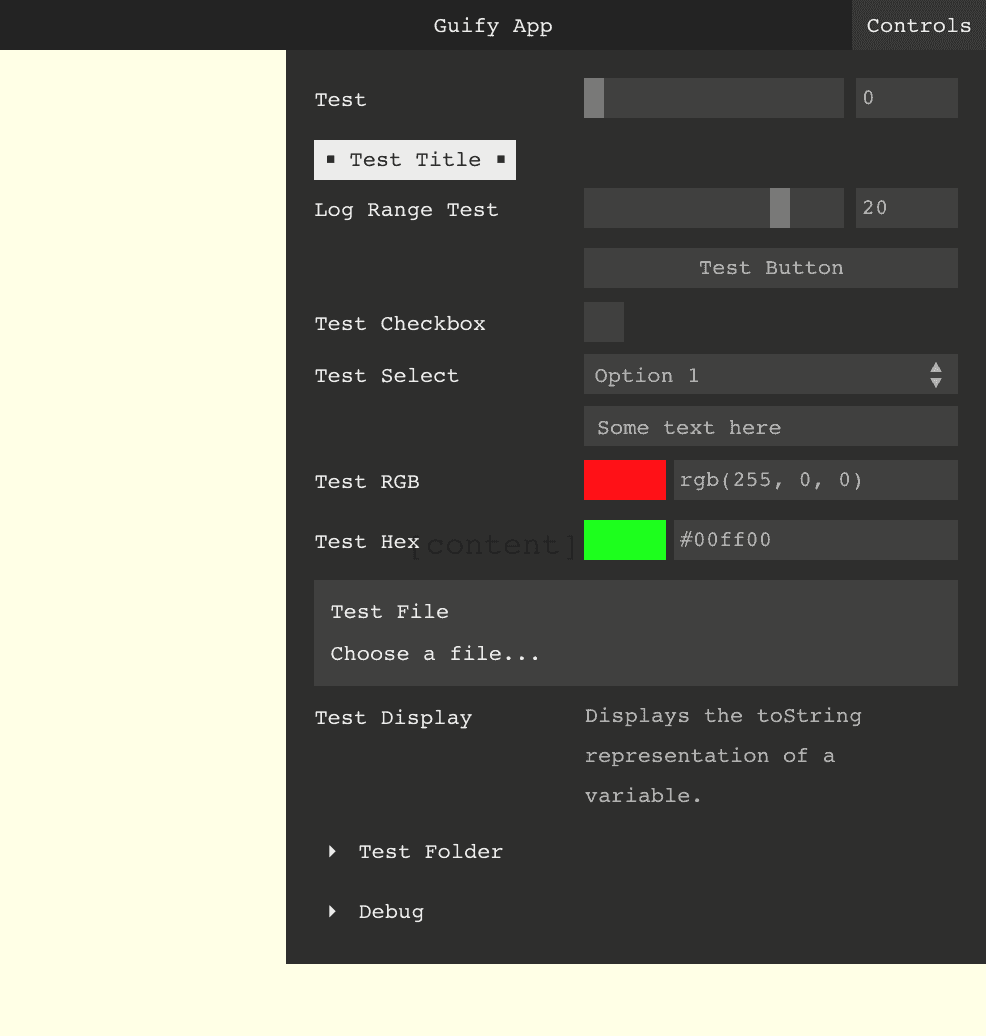 Guify App
Controls
Test
0
▪ Test Title ▪
Log Range Test
20
Test Button
Test Checkbox
Test Select
Option 1
Some text here
Test RGB
rgb(255, 0, 0)
Test Hex
[content]
#00ff00
Test File
Choose a file...
Test Display
Displays the toString
representation of a
variable.
Test Folder
Debug